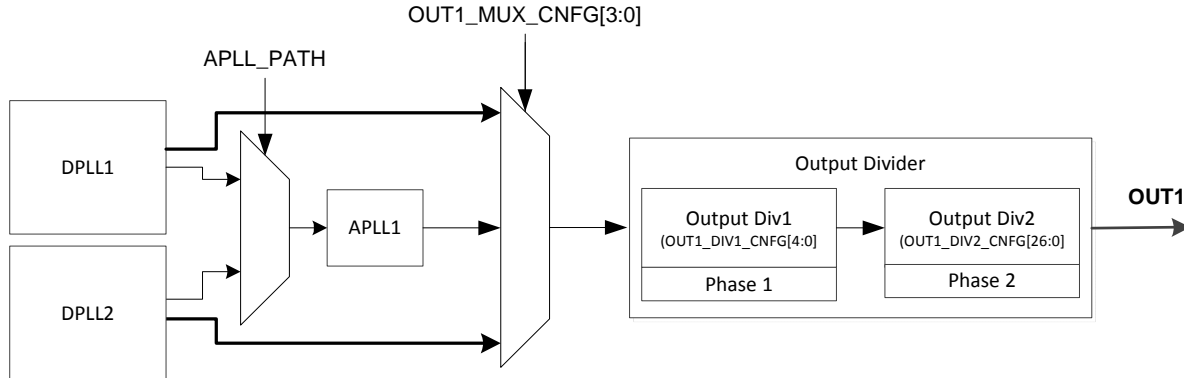 OUT1_MUX_CNFG[3:0]
APLL_PATH
DPLL1
DPLL2
APLL1
Output Divider
Output Div1
(OUT1_DIV1_CNFG[4:0]
Phase 1
Output Div2
(OUT1_DIV2_CNFG[26:0)
Phase 2
OUT1